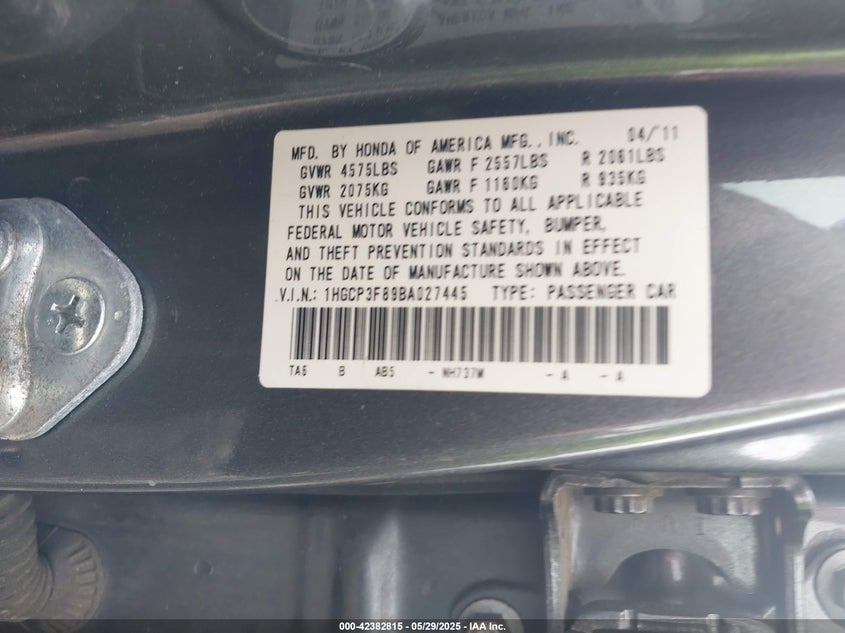 MFD. BY HONDA OF AMERICA MFG., INC. 04/'11
GVWR 4575LBS GAWR F 2557LBS R 2061LBS
GVWR 2075KG GAWR F 1160KG R 935KG
THIS VEHICLE CONFORMS TO ALL APPLICABLE
FEDERAL MOTOR VEHICLE SAFETY, BUMPER,
AND THEFT PREVENTION STANDARDS IN EFFECT
ON THE DATE OF MANUFACTURE SHOWN ABOVE.
V.I.N.: 1HGCP3F89BA027445 TYPE: PASSENGER CAR
TA6 B AB5 - NH737M - A - A
000-42382815 - 05/29/2025 - IAA Inc.